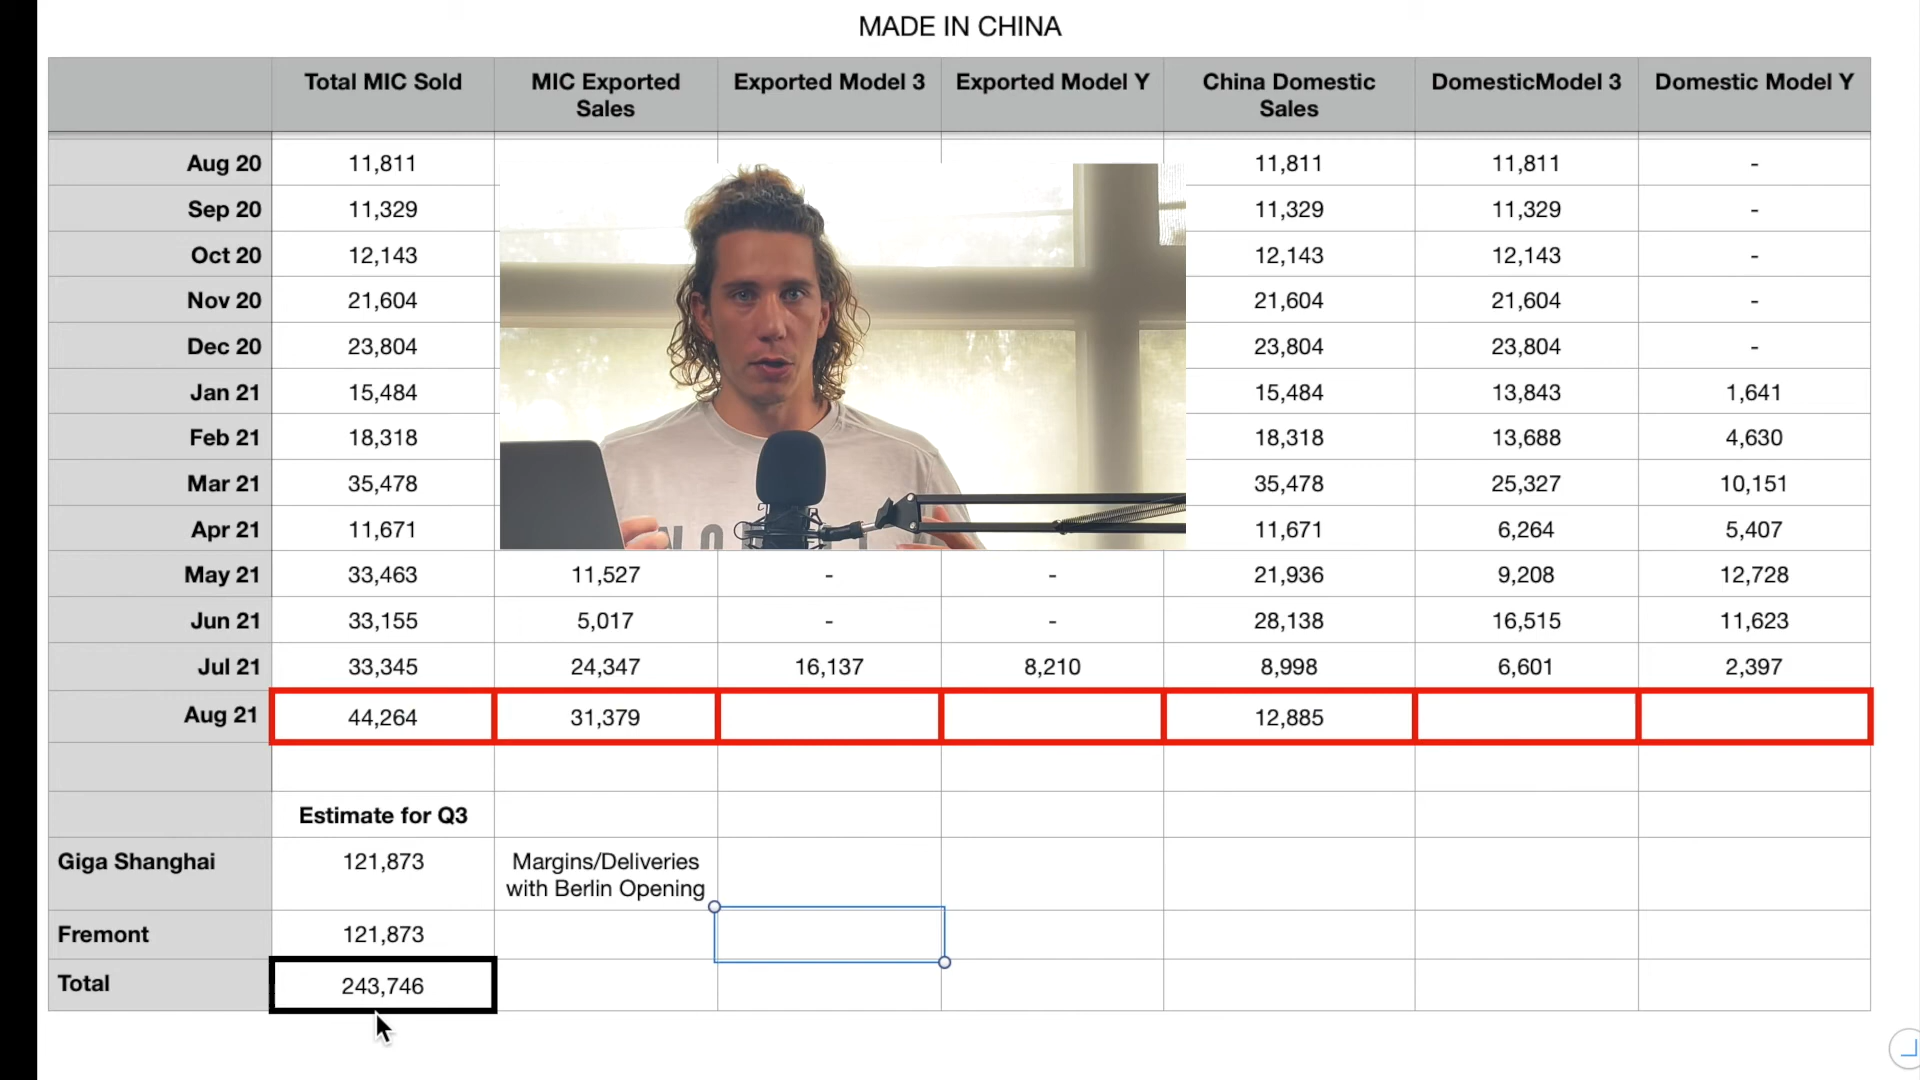 MADE IN CHINA
Total MIC Sold MIC Exported Sales Exported Model 3 Exported Model Y China Domestic Sales DomesticModel 3 Domestic Model Y
Aug 20 11,811 11,811 11,811 -
Sep 20 11,329 11,329 11,329 -
Oct 20 12,143 12,143 12,143 -
Nov 20 21,604 21,604 21,604 -
Dec 20 23,804 23,804 23,804 -
Jan 21 15,484 15,484 13,843 1,641
Feb 21 18,318 18,318 13,688 4,630
Mar 21 35,478 35,478 25,327 10,151
Apr 21 11,671 11,671 6,264 5,407
May 21 33,463 11,527 - - 21,936 9,208 12,728
Jun 21 33,155 5,017 - - 28,138 16,515 11,623
Jul 21 33,345 24,347 16,137 8,210 8,998 6,601 2,397
Aug 21 44,264 31,379 12,885
Estimate for Q3
Giga Shanghai 121,873 Margins/Deliveries with Berlin Opening
Fremont 121,873
Total 243,746